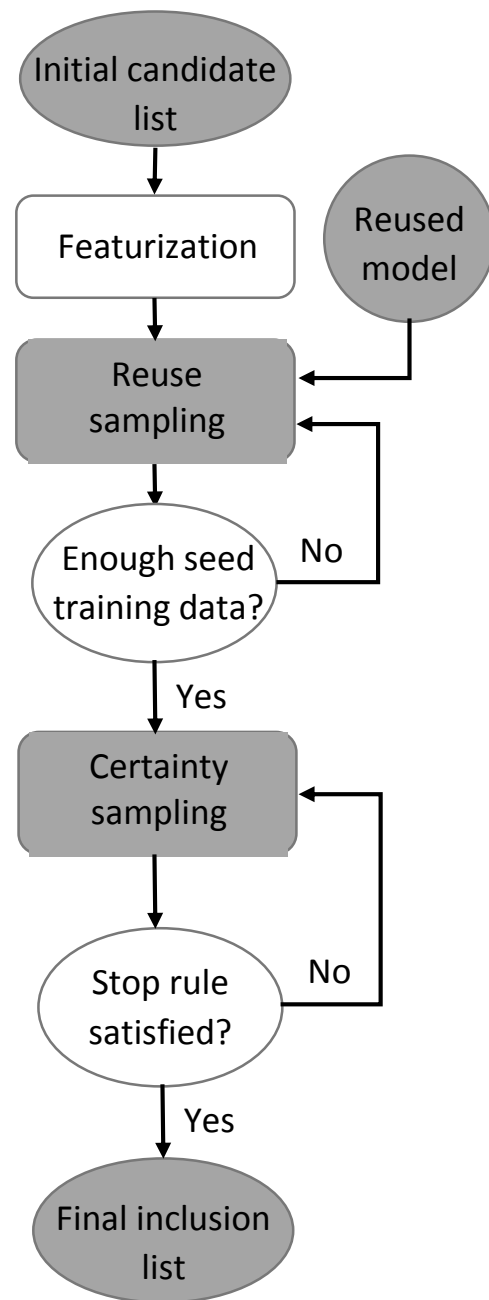 Initial candidate
list
Featurization
Reused
model
Reuse
sampling
Enough seed
training data?
No
Yes
Certainty
sampling
Stop rule
satisfied?
No
Yes
Final inclusion
list